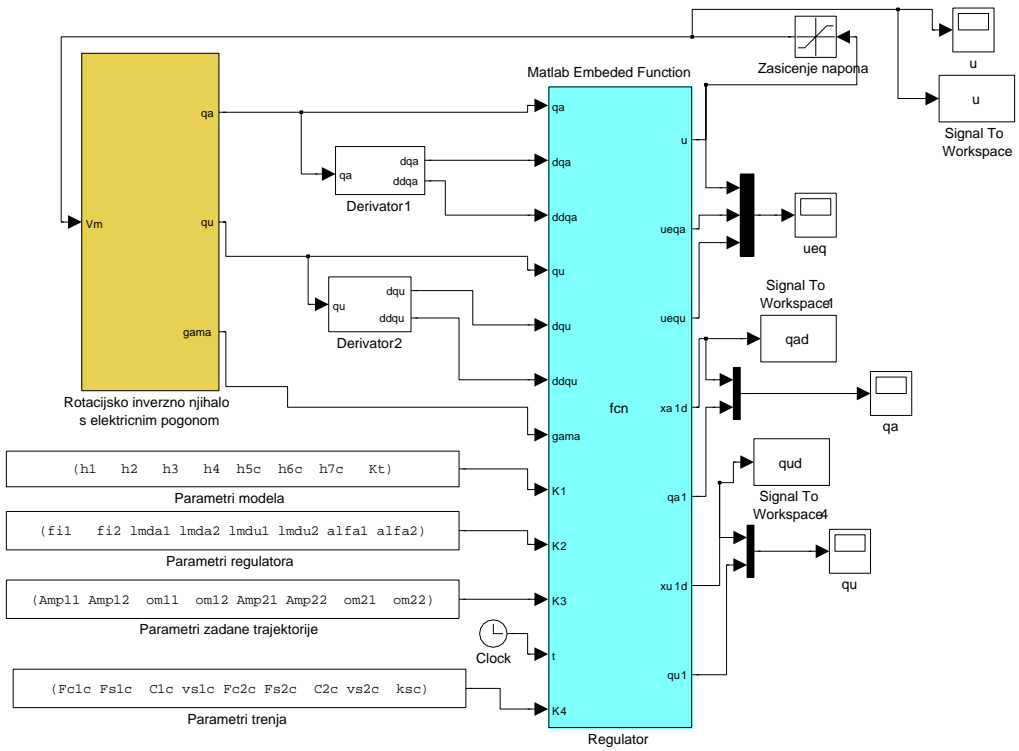 Matlab Embeded Function
Zasicenje napona
u
u
Signal To
Workspace
Vm
qa
qu
gama
Rotacijsko inverzno njihalo
s elektricnim pogonom
qa
dqa
ddqa
Derivator1
qu
dqu
ddqu
Derivator2
qa
dqa
ddqa
qu
dqu
ddqu
gama
K1
K2
K3
t
K4
fcn
u
ueqa
uequ
xa1d
qa1
xu1d
qu1
Regulator
ueq
Signal To
Workspace1
qad
qa
qud
Signal To
Workspace4
qu
(h1 h2 h3 h4 h5c h6c h7c Kt)
Parametri modela
(fi1 fi2 lmda1 lmda2 lmdu1 lmdu2 alfa1 alfa2)
Parametri regulatora
(Amp11 Amp12 om11 om12 Amp21 Amp22 om21 om22)
Parametri zadane trajektorije
Clock
(Fc1c Fs1c C1c vs1c Fc2c Fs2c C2c vs2c ksc)
Parametri trenja